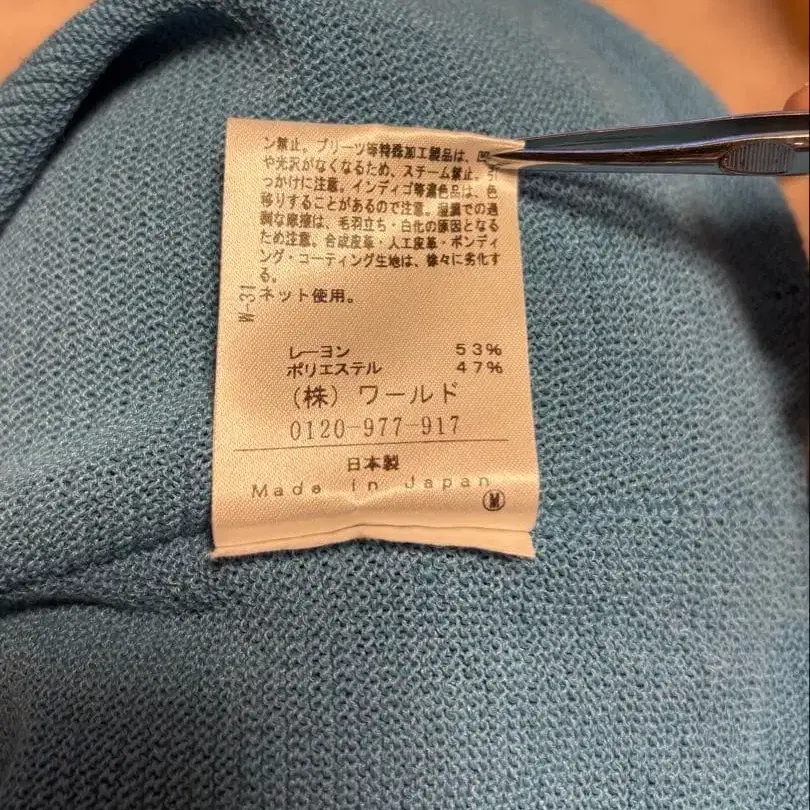 ン禁止。プリーツ等特殊加工製品は、凹
や光沢がなくなるため、スチーム禁止。引
っかけに注意。インディゴ等濃色品は、色
移りすることがあるので注意。湿潤での過
剰な摩擦は、毛羽立ち・白化の原因となる
ため注意。合成皮革・人工皮革・ボンディ
ング・コーティング生地は、徐々に劣化す
る。
ネット使用。
W-31
レーヨン 53%
ポリエステル 47%
(株) ワールド
0120-977-917
日本製
Made in Japan
M